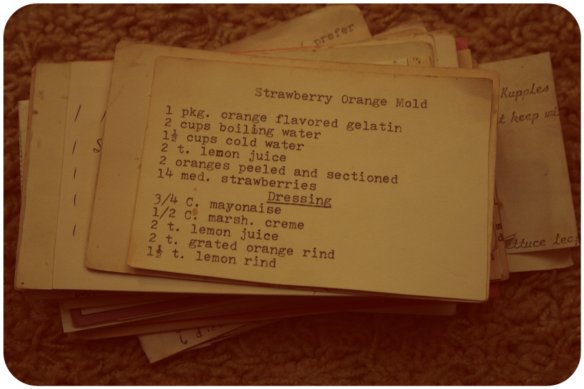 prefer
Strawberry Orange Mold
1 pkg. orange flavored gelatin
2 cups boiling water
1½ cups cold water
2 t. lemon juice
2 oranges peeled and sectioned
14 med. strawberries
Dressing
3/4 C. mayonaise
1/2 C. marsh. creme
2 t. lemon juice
2 t. grated orange rind
1½ t. lemon rind
Kupples
t keep